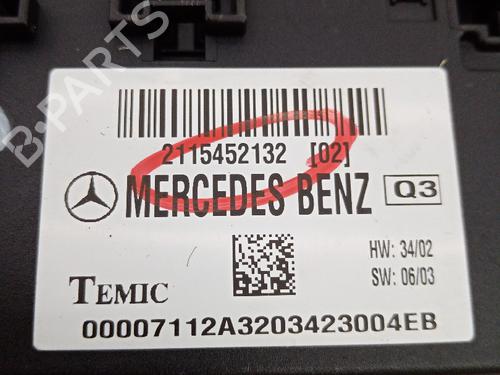 B-PARTS
2115452132 [02]
MERCEDES BENZ Q3
HW: 34/02
SW: 06/03
TEMIC
00007112A3203423004EB